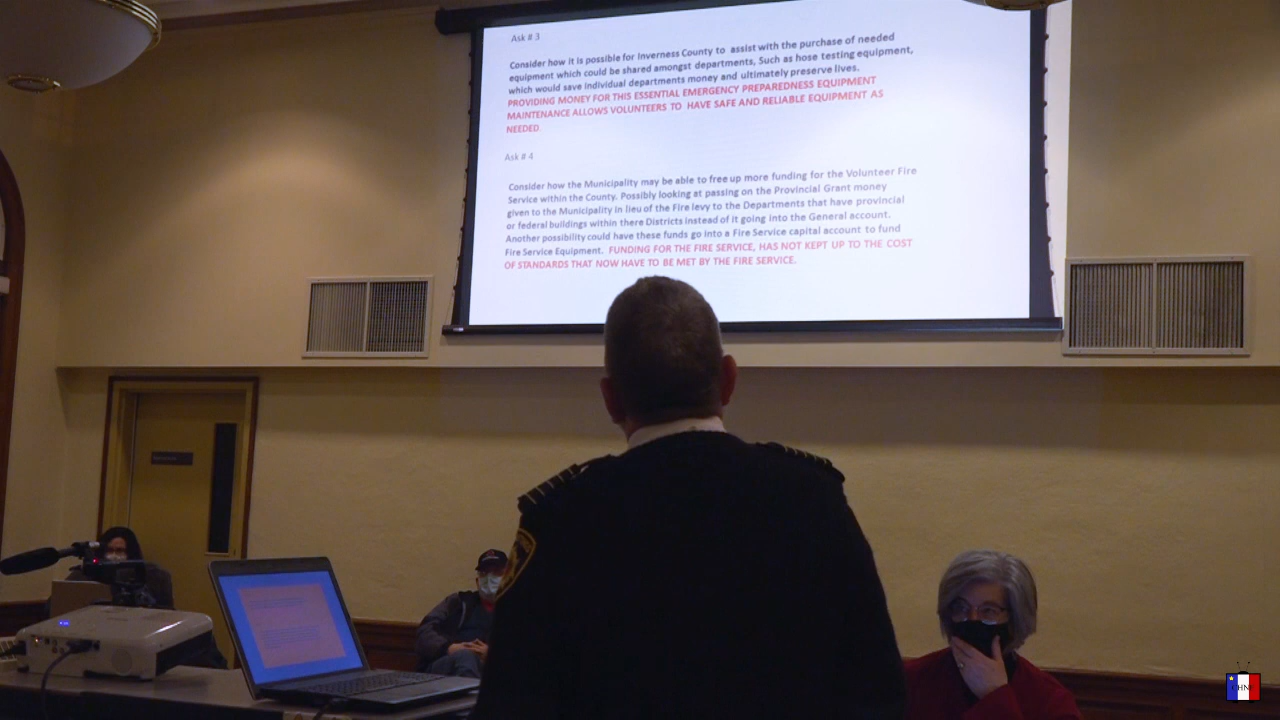 Ask # 3
Consider how it is possible for Inverness County to assist with the purchase of needed
equipment which could be shared amongst departments, Such as hose testing equipment,
which would save individual departments money and ultimately preserve lives.
PROVIDING MONEY FOR THIS ESSENTIAL EMERGENCY PREPAREDNESS EQUIPMENT
MAINTENANCE ALLOWS VOLUNTEERS TO HAVE SAFE AND RELIABLE EQUIPMENT AS
NEEDED
Ask # 4
Consider how the Municipality may be able to free up more funding for the Volunteer Fire
Service within the County. Possibly looking at passing on the Provincial Grant money
given to the Municipality in lieu of the Fire levy to the Departments that have provincial
or federal buildings within there Districts instead of it going into the General account.
Another possibility could have these funds go into a Fire Service capital account to fund
Fire Service Equipment. FUNDING FOR THE FIRE SERVICE, HAS NOT KEPT UP TO THE COST
OF STANDARDS THAT NOW HAVE TO BE MET BY THE FIRE SERVICE.